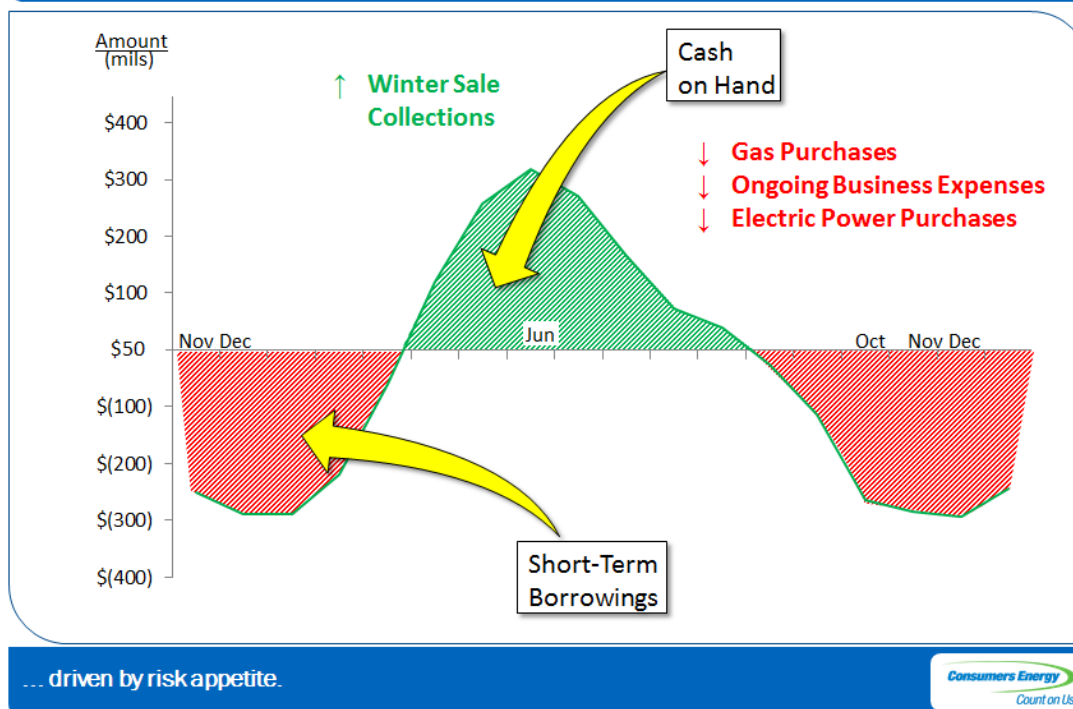 Amount
(mils)
Cash
on Hand
↑ Winter Sale
Collections
$400
↓ Gas Purchases
$300
↓ Ongoing Business Expenses
$200
↓ Electric Power Purchases
$100
Nov Dec
Jun
Oct
Nov Dec
$50
$(100)
$(200)
$(300)
Short-Term
Borrowings
$(400)
... driven by risk appetite.
Consumers Energy
Count on Us